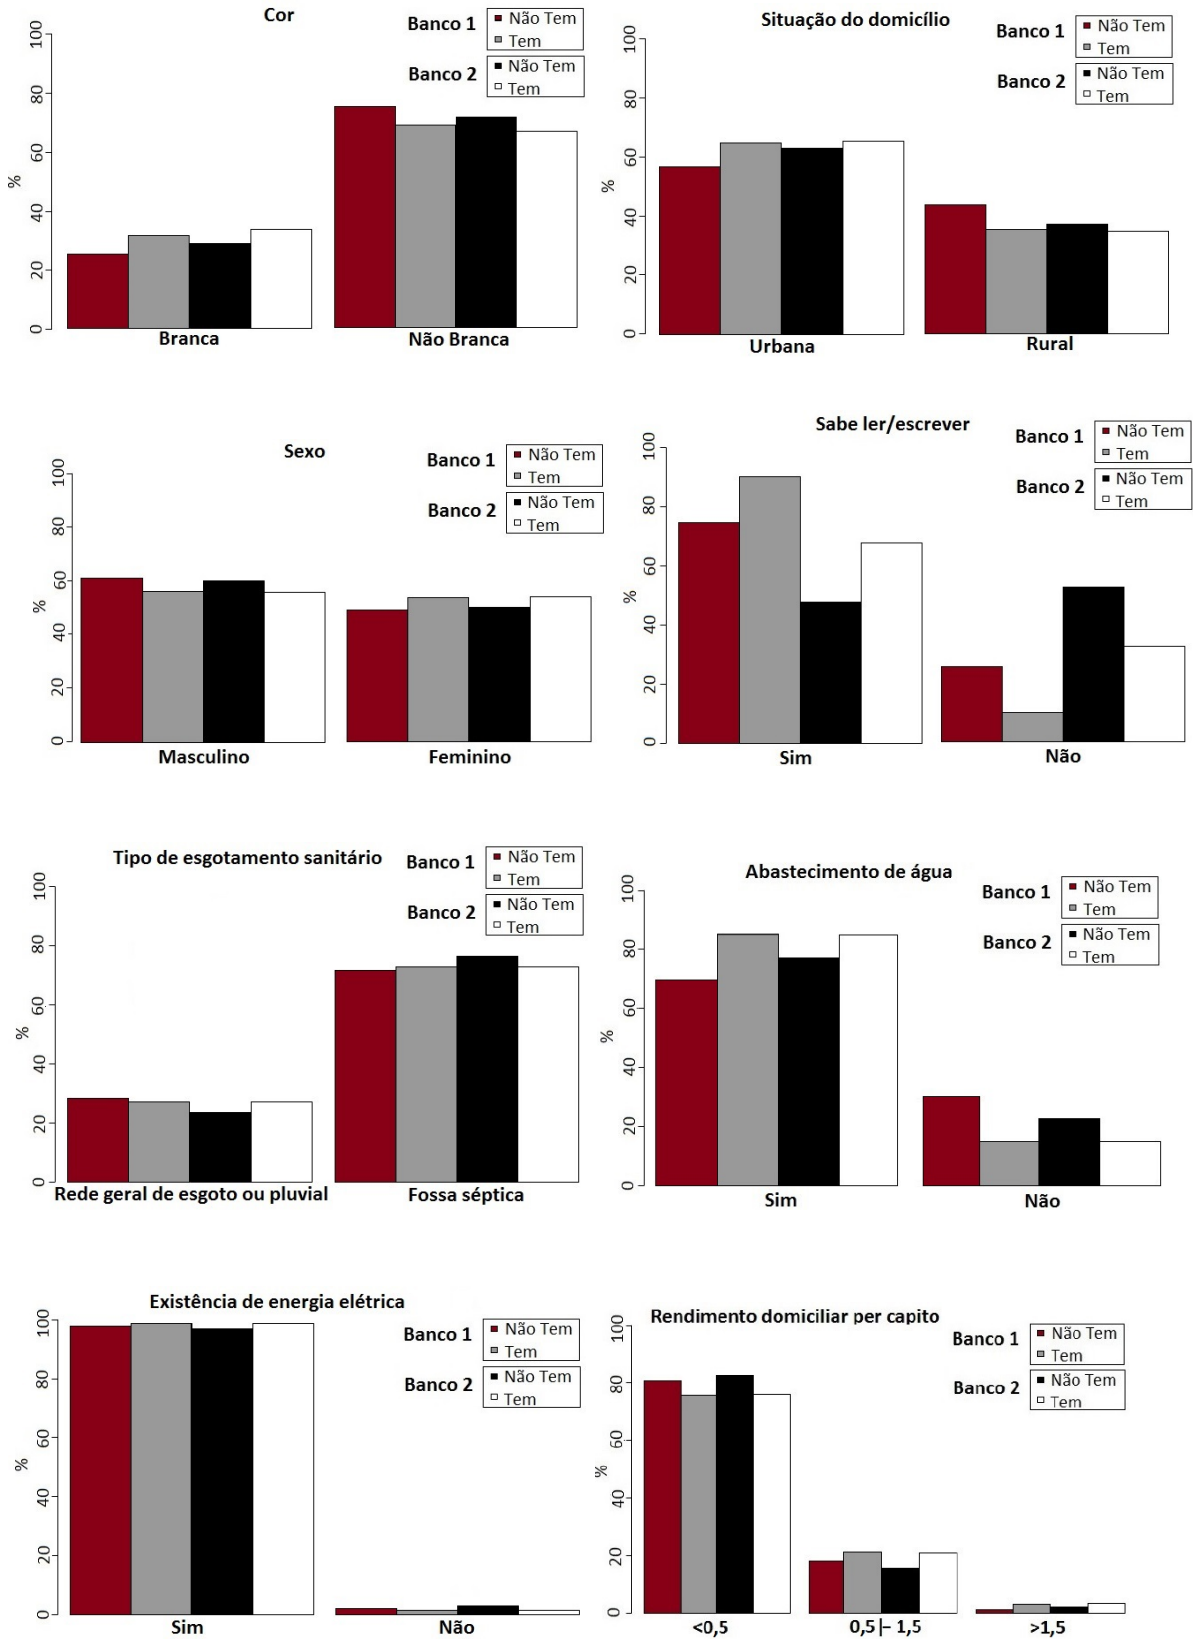 Cor
Banco 1
Não Tem
Tem
Banco 2
Não Tem
Tem
%
0
20
40
60
80
100
Branca
Não Branca
Situação do domicílio
Banco 1
Não Tem
Tem
Banco 2
Não Tem
Tem
%
0
20
40
60
80
100
Urbana
Rural
Sexo
Banco 1
Não Tem
Tem
Banco 2
Não Tem
Tem
%
0
20
40
60
80
100
Masculino
Feminino
Sabe ler/escrever
Banco 1
Não Tem
Tem
Banco 2
Não Tem
Tem
%
0
20
40
60
80
100
Sim
Não
Tipo de esgotamento sanitário
Banco 1
Não Tem
Tem
Banco 2
Não Tem
Tem
%
0
20
40
60
80
100
Rede geral de esgoto ou pluvial
Fossa séptica
Abastecimento de água
Banco 1
Não Tem
Tem
Banco 2
Não Tem
Tem
%
0
20
40
60
80
100
Sim
Não
Existência de energia elétrica
Banco 1
Não Tem
Tem
Banco 2
Não Tem
Tem
%
0
20
40
60
80
100
Sim
Não
Rendimento domiciliar per capito
Banco 1
Não Tem
Tem
Banco 2
Não Tem
Tem
%
0
20
40
60
80
100
<0,5
0,5|− 1,5
>1,5